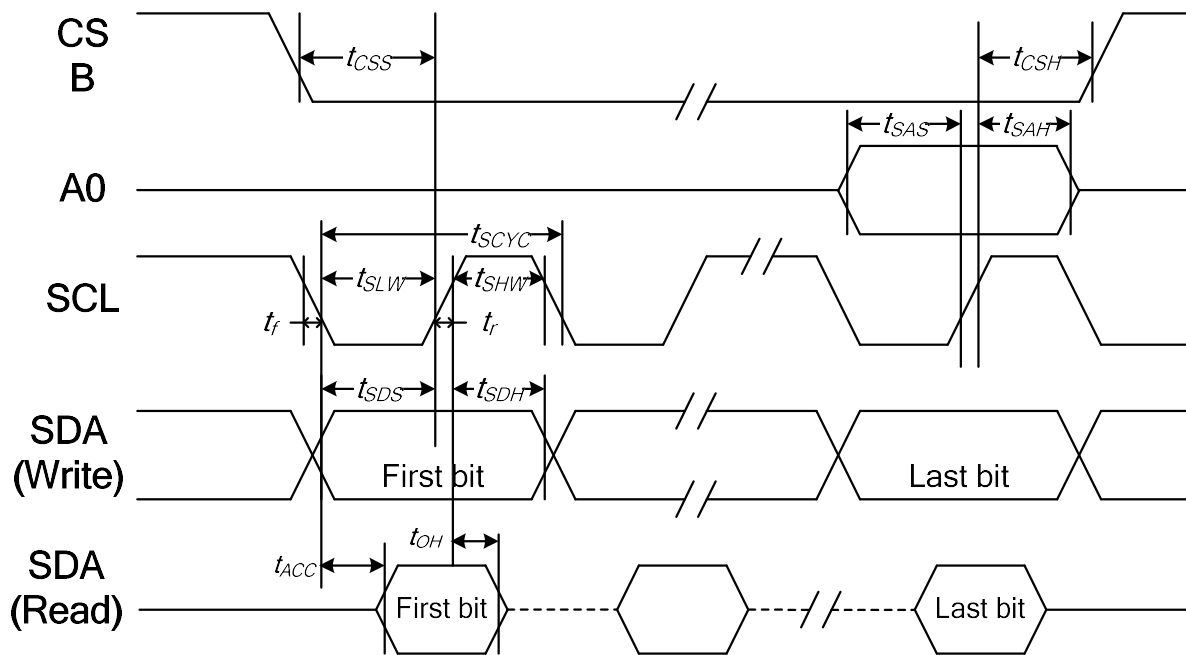 CS
B
tCSS
tCSH
A0
tSAS
tSAH
SCL
tSCYC
tSLW
tSHW
tf
tr
SDA
(Write)
tSDS
tSDH
First bit
Last bit
SDA
(Read)
tACC
tOH
First bit
Last bit